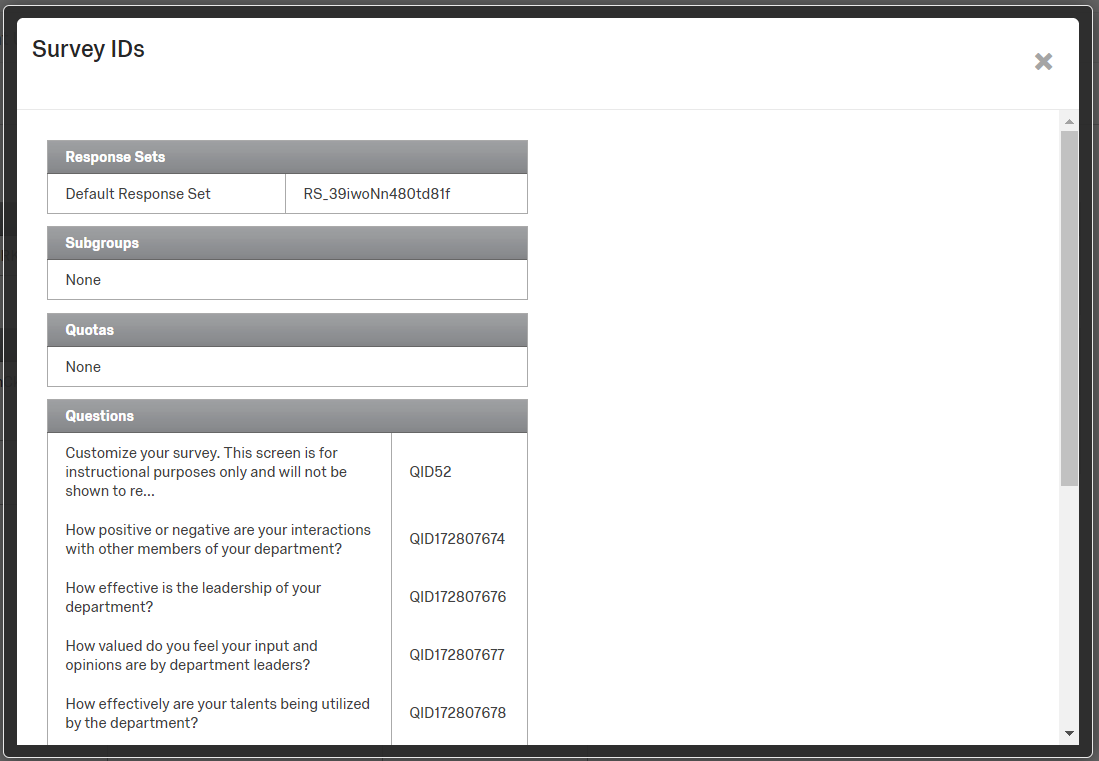 Survey IDs
Response Sets
Default Response Set RS_39iwoNn480td81f
Subgroups
None
Quotas
None
Questions
Customize your survey. This screen is for
instructional purposes only and will not be
shown to re...
QID52
How positive or negative are your interactions
with other members of your department?
QID172807674
How effective is the leadership of your
department?
QID172807676
How valued do you feel your input and
opinions are by department leaders?
QID172807677
How effectively are your talents being utilized
by the department?
QID172807678